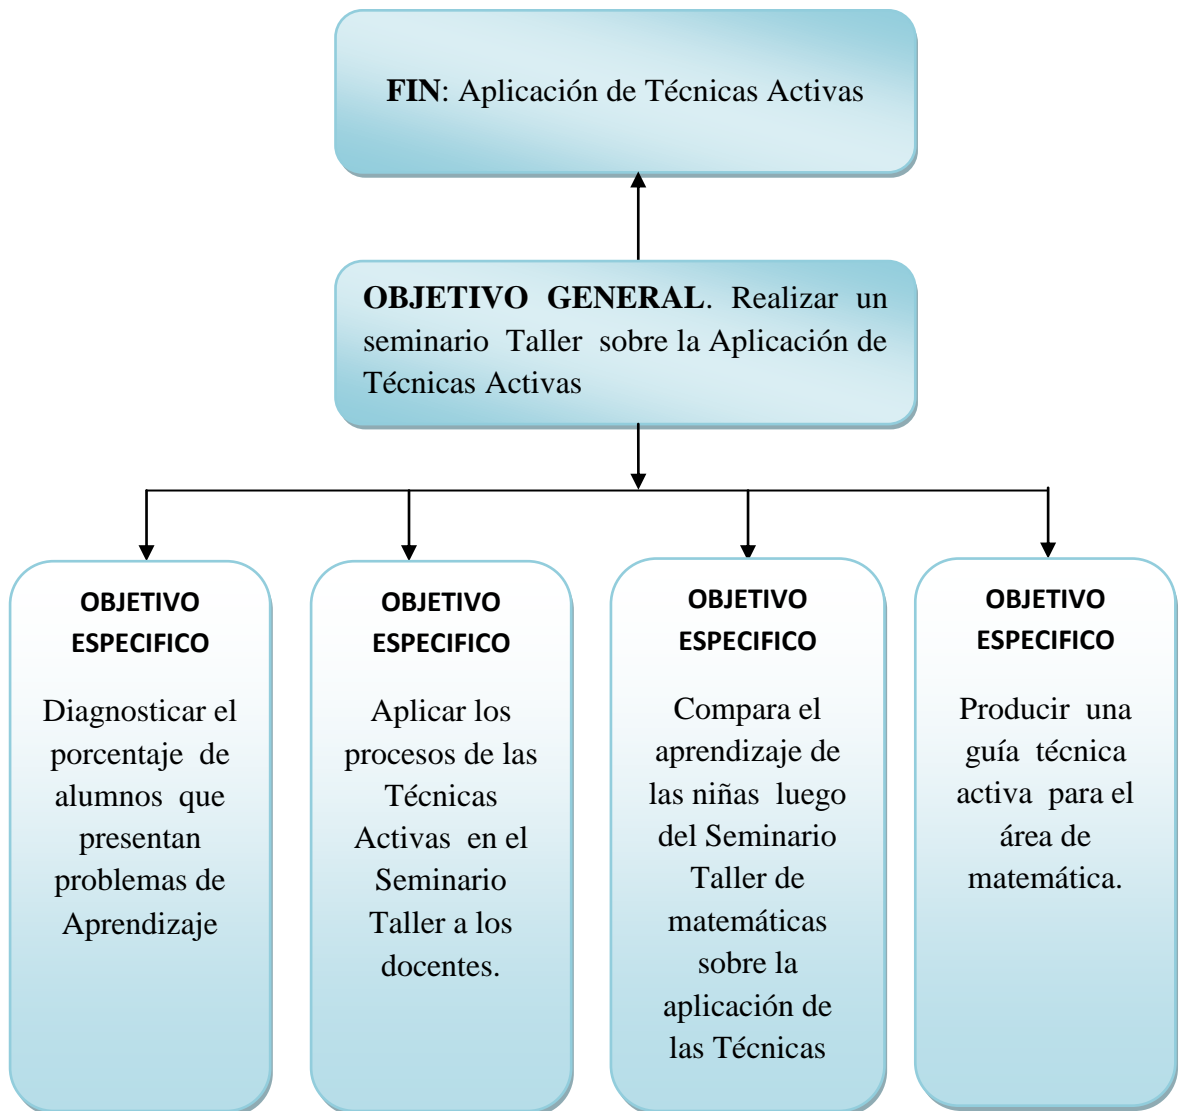 FIN: Aplicación de Técnicas Activas
OBJETIVO GENERAL. Realizar un
seminario Taller sobre la Aplicación de
Técnicas Activas
OBJETIVO
ESPECIFICO
Diagnosticar el
porcentaje de
alumnos que
presentan
problemas de
Aprendizaje
OBJETIVO
ESPECIFICO
Aplicar los
procesos de las
Técnicas
Activas en el
Seminario
Taller a los
docentes.
OBJETIVO
ESPECIFICO
Compara el
aprendizaje de
las niñas luego
del Seminario
Taller de
matemáticas
sobre la
aplicación de
las Técnicas
OBJETIVO
ESPECIFICO
Producir una
guía técnica
activa para el
área de
matemática.